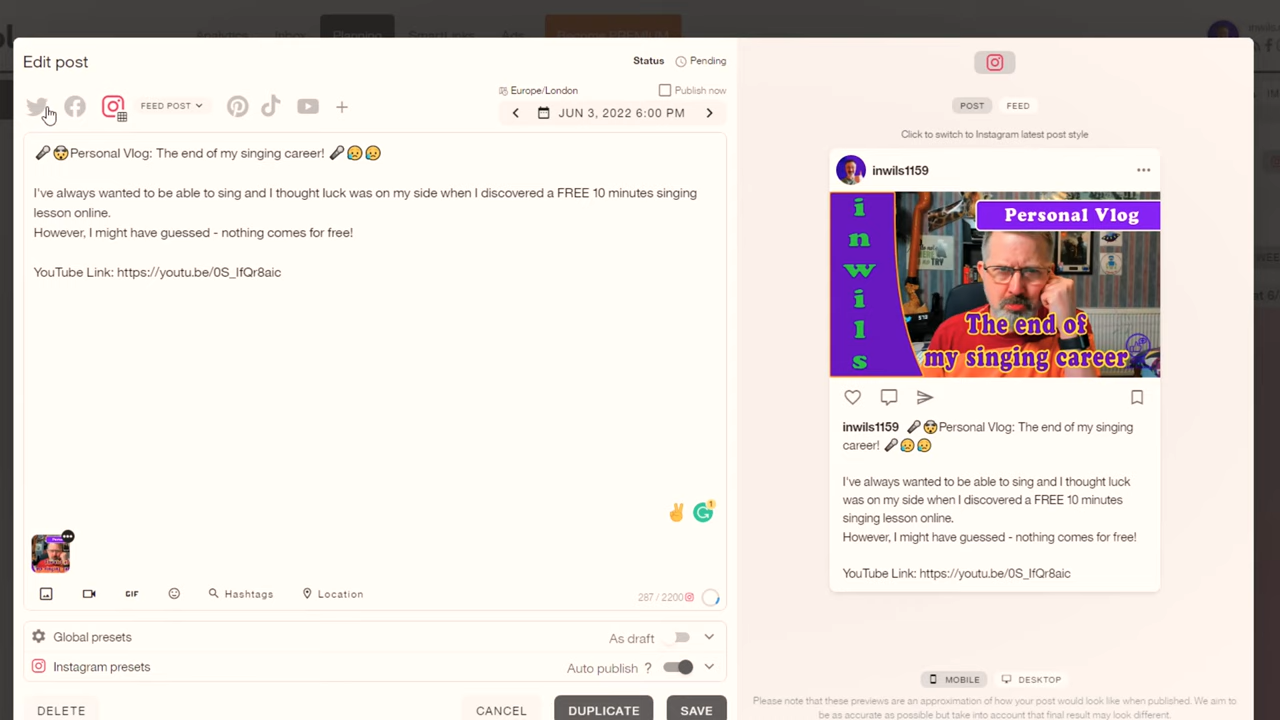 Analytics Inbox Planning SmartLinks Ads
Edit post
Status Pending
FEED POST
Europe/London
Publish now
JUN 3, 2022 6:00 PM
🎤😲Personal Vlog: The end of my singing career! 🎤😥😥
I've always wanted to be able to sing and I thought luck was on my side when I discovered a FREE 10 minutes singing
lesson online.
However, I might have guessed - nothing comes for free!
YouTube Link: https://youtu.be/0S_IfQr8aic
1
GIF
Hashtags
Location
287 / 2200
Global presets
As draft
Instagram presets
Auto publish ?
DELETE
CANCEL
DUPLICATE
SAVE
POST
FEED
Click to switch to Instagram latest post style
inwils1159
inwils
Personal Vlog
The end of
my singing career
inwils1159 🎤😲Personal Vlog: The end of my singing
career! 🎤😥😥
I've always wanted to be able to sing and I thought luck
was on my side when I discovered a FREE 10 minutes
singing lesson online.
However, I might have guessed - nothing comes for free!
YouTube Link: https://youtu.be/0S_IfQr8aic
MOBILE
DESKTOP
Please note that these previews are an approximation of how your post would look like when published. We aim to
be as accurate as possible but take into account that final result may look different.